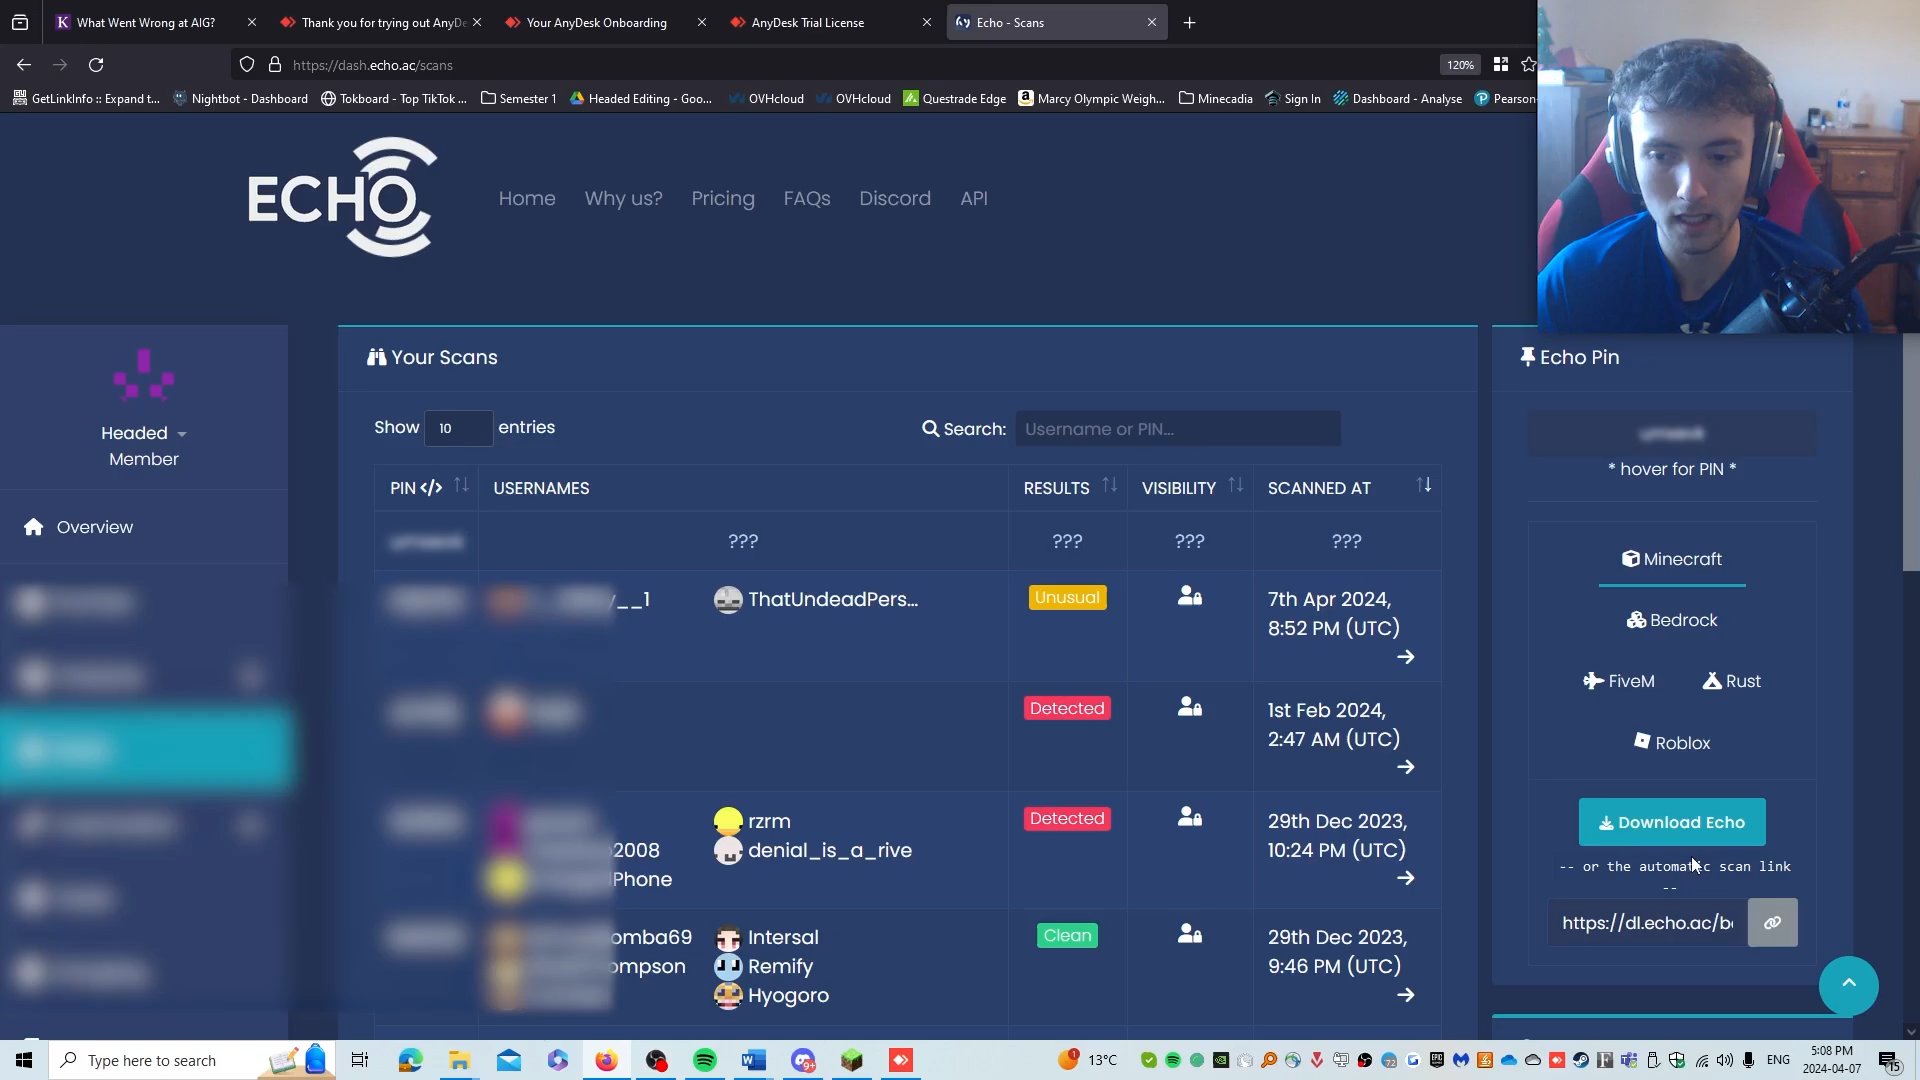 What Went Wrong at AIG?
Thank you for trying out AnyDe
Your AnyDesk Onboarding
AnyDesk Trial License
Echo - Scans
https://dash.echo.ac/scans
120%
GetLinkInfo :: Expand t...
Nightbot - Dashboard
Tokboard - Top TikTok ...
Semester 1
Headed Editing - Goo...
OVHcloud
OVHcloud
Questrade Edge
Marcy Olympic Weigh...
Minecadia
Sign In
Dashboard - Analyse
Pearson
ECHO
Home
Why us?
Pricing
FAQs
Discord
API
Headed
Member
Overview
Your Scans
Show 10 entries
Search: Username or PIN...
PIN </>
USERNAMES
RESULTS
VISIBILITY
SCANNED AT
???
???
???
???
__1
ThatUndeadPers...
Unusual
7th Apr 2024,
8:52 PM (UTC)
Detected
1st Feb 2024,
2:47 AM (UTC)
rzrm
2008
denial_is_a_rive
Phone
Detected
29th Dec 2023,
10:24 PM (UTC)
omba69
Intersal
ompson
Remify
Hyogoro
Clean
29th Dec 2023,
9:46 PM (UTC)
Echo Pin
* hover for PIN *
Minecraft
Bedrock
FiveM
Rust
Roblox
Download Echo
-- or the automatic scan link
--
https://dl.echo.ac/b
Type here to search
13°C
ENG
5:08 PM
2024-04-07
15